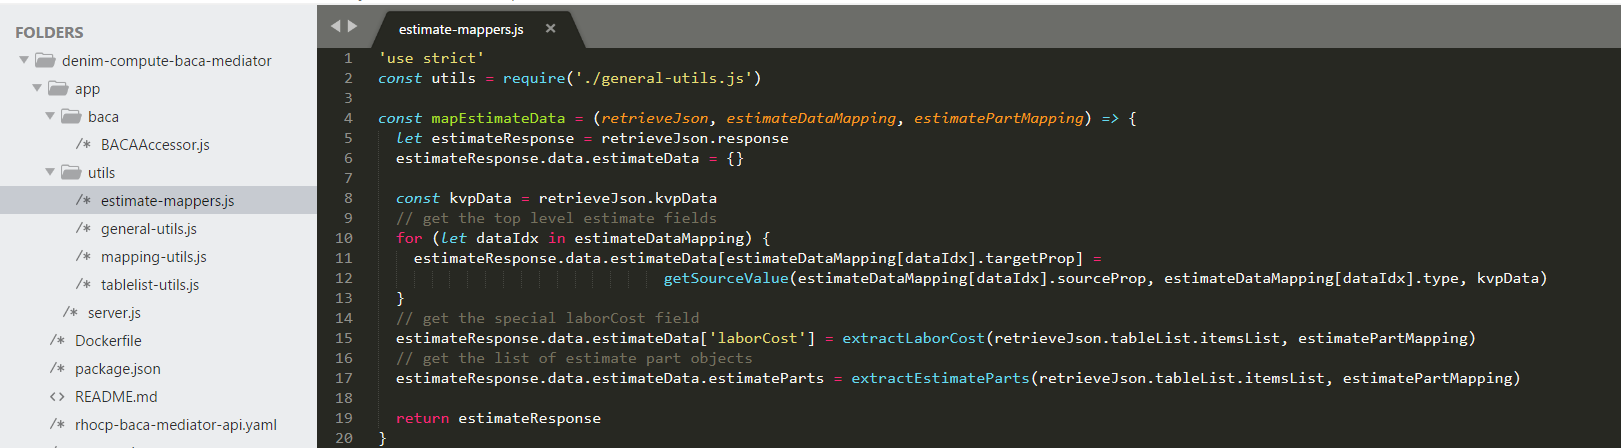 FOLDERS
denim-compute-baca-mediator
app
baca
/* BACAAccessor.js
utils
/* estimate-mappers.js
/* general-utils.js
/* mapping-utils.js
/* tablelist-utils.js
/* server.js
/* Dockerfile
/* package.json
<> README.md
/* rhocp-baca-mediator-api.yaml
estimate-mappers.js ×
1 'use strict'
2 const utils = require('./general-utils.js')
3
4 const mapEstimateData = (retrieveJson, estimateDataMapping, estimatePartMapping) => {
5 let estimateResponse = retrieveJson.response
6 estimateResponse.data.estimateData = {}
7
8 const kvpData = retrieveJson.kvpData
9 // get the top level estimate fields
10 for (let dataIdx in estimateDataMapping) {
11 estimateResponse.data.estimateData[estimateDataMapping[dataIdx].targetProp] =
12 getSourceValue(estimateDataMapping[dataIdx].sourceProp, estimateDataMapping[dataIdx].type, kvpData)
13 }
14 // get the special laborCost field
15 estimateResponse.data.estimateData['laborCost'] = extractLaborCost(retrieveJson.tableList.itemsList, estimatePartMapping)
16 // get the list of estimate part objects
17 estimateResponse.data.estimateData.estimateParts = extractEstimateParts(retrieveJson.tableList.itemsList, estimatePartMapping)
18
19 return estimateResponse
20 }